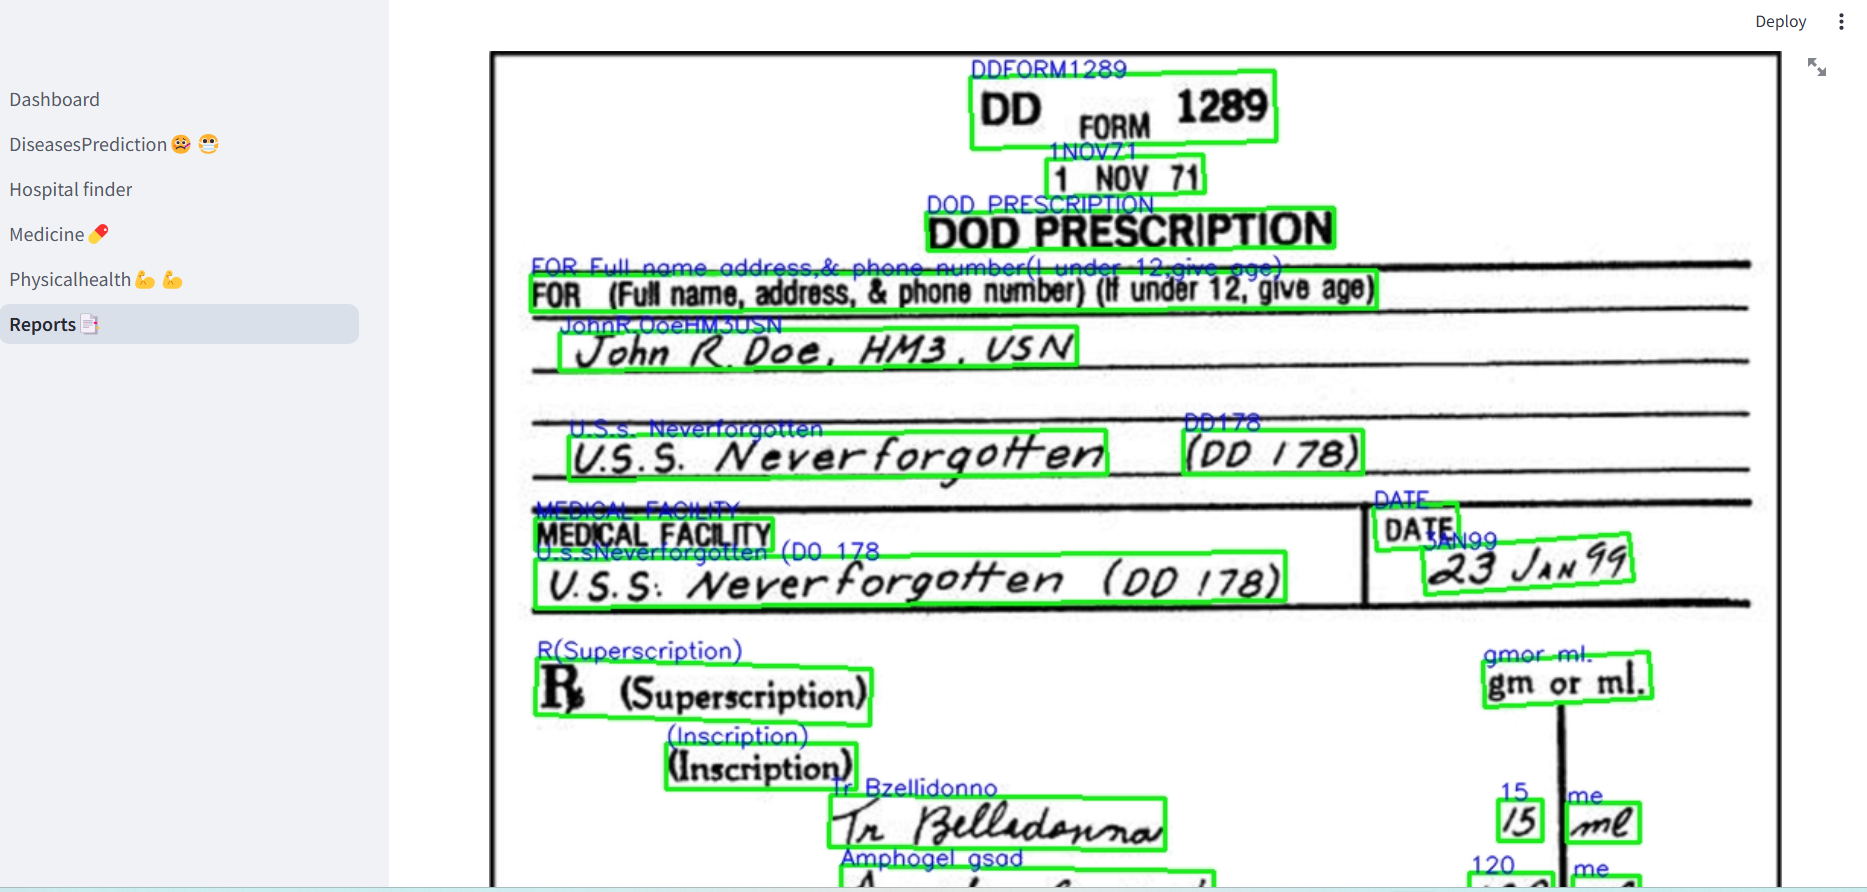 Deploy
Dashboard
DiseasesPrediction🤒 😷
Hospital finder
Medicine💊
Physicalhealth💪 💪
Reports📑
DDFORM1289
DD FORM 1289
1NOV71
1 NOV 71
DOD PRESCRIPTION
DOD PRESCRIPTION
FOR Full name address,& phone number(I under 12,give age)
FOR (Full name, address, & phone number) (If under 12, give age)
JohnR.DoeHM3USN
John R. Doe, HM3, USN
U.S.s. Neverforgotten DD178
U.S.S. Neverforgotten (DD 178)
MEDICAL FACILITY DATE
MEDICAL FACILITY DATE
U.s.sNeverforgotten (DO 178 JAN99
U.S.S. Neverforgotten (DD 178) 23 JAN 99
R(Superscription) gmor ml.
℞ (Superscription) gm or ml.
(Inscription)
(Inscription)
Tr Bzellidonno 15 me
Tr Belladonna 15 ml
Amphogel gsad 120 me